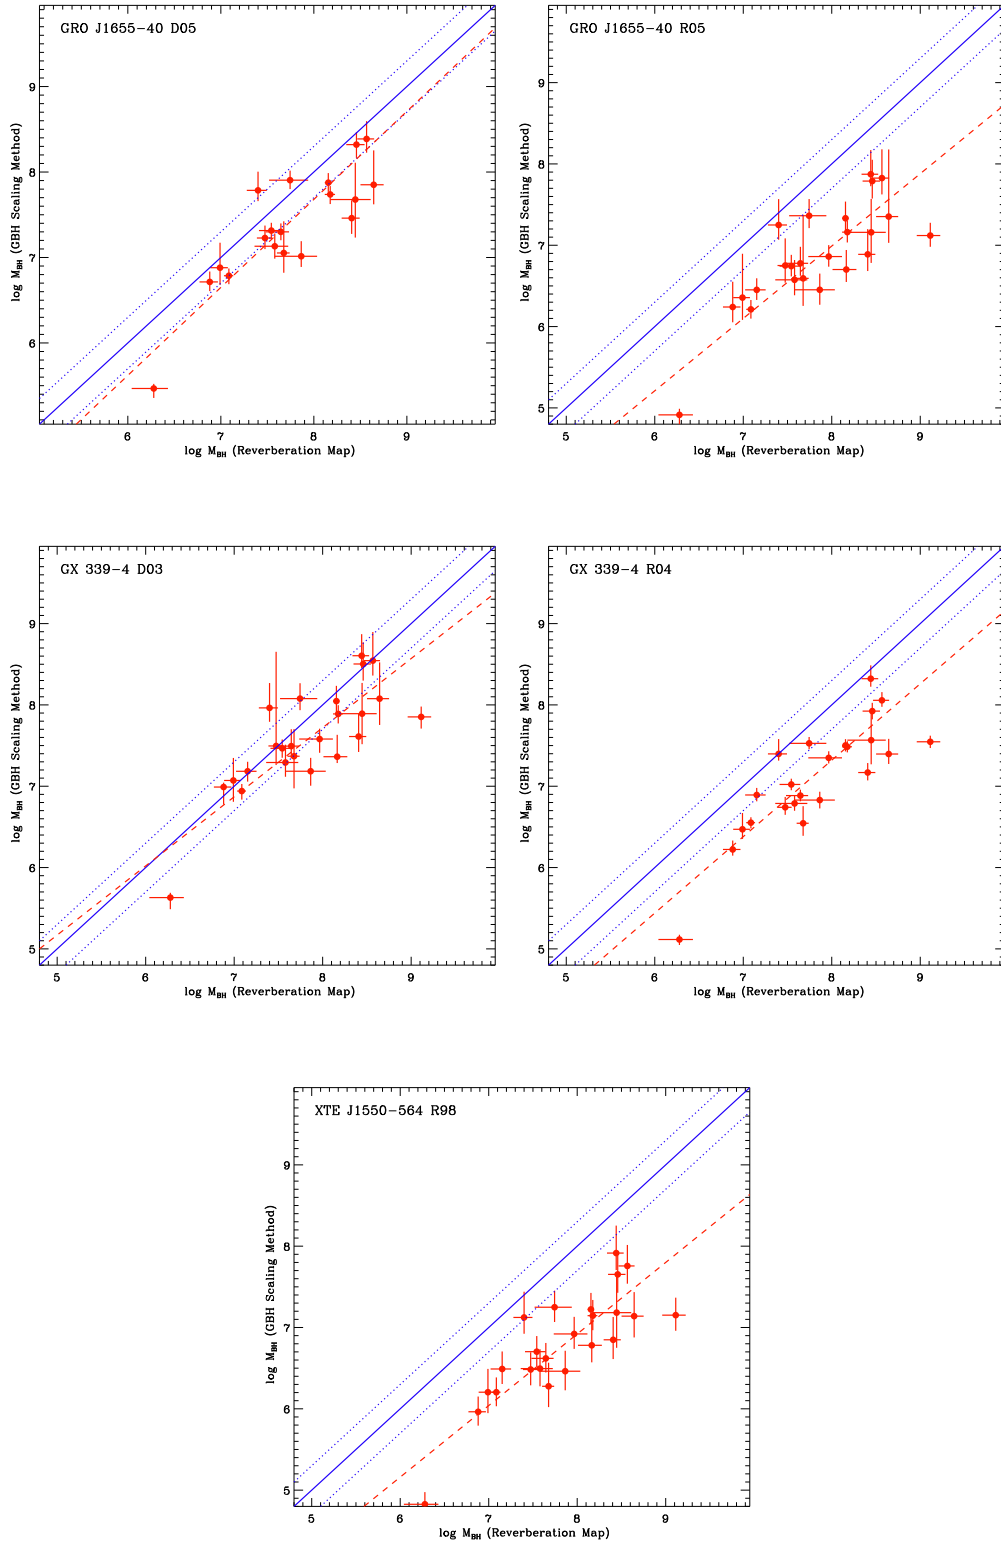 GRO J1655-40 D05
9
8
7
6
log M_BH (GBH Scaling Method)
6 7 8 9
log M_BH (Reverberation Map)
GRO J1655-40 R05
9
8
7
6
5
log M_BH (GBH Scaling Method)
5 6 7 8 9
log M_BH (Reverberation Map)
GX 339-4 D03
9
8
7
6
5
log M_BH (GBH Scaling Method)
5 6 7 8 9
log M_BH (Reverberation Map)
GX 339-4 R04
9
8
7
6
5
log M_BH (GBH Scaling Method)
5 6 7 8 9
log M_BH (Reverberation Map)
XTE J1550-564 R98
9
8
7
6
5
log M_BH (GBH Scaling Method)
5 6 7 8 9
log M_BH (Reverberation Map)